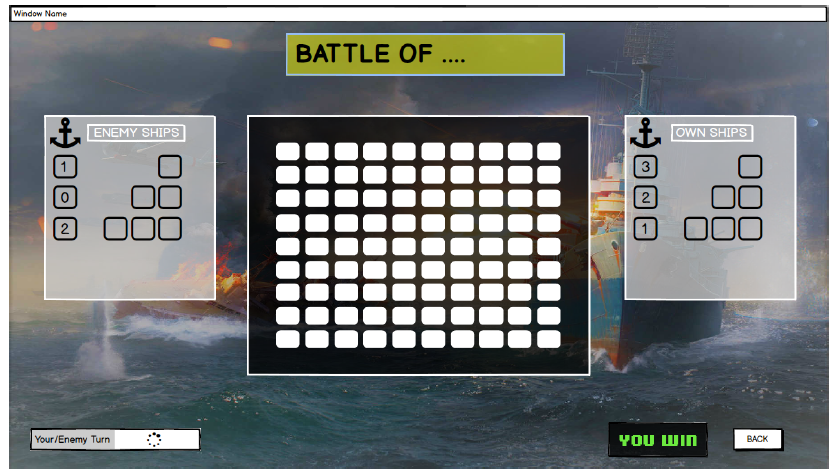 Window Name
BATTLE OF ....
ENEMY SHIPS
1
0
2
OWN SHIPS
3
2
1
Your/Enemy Turn
YOU WIN
BACK